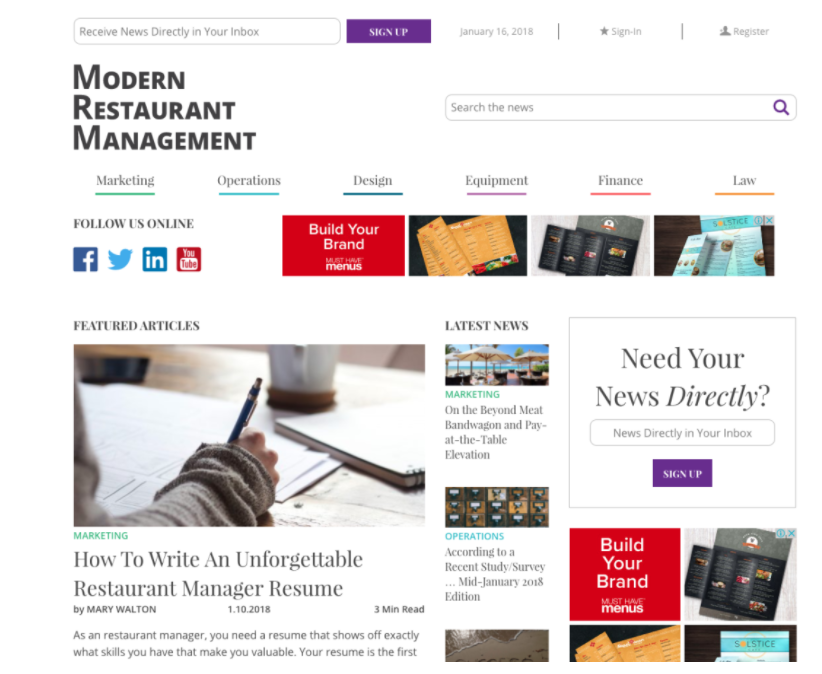 Receive News Directly in Your Inbox
SIGN UP
January 16, 2018
Sign-In
Register
MODERN
RESTAURANT
MANAGEMENT
Search the news
Marketing
Operations
Design
Equipment
Finance
Law
FOLLOW US ONLINE
f
in
You
Tube
Build Your
Brand
MUST HAVE
menus
SOLSTICE
FEATURED ARTICLES
MARKETING
How To Write An Unforgettable
Restaurant Manager Resume
by MARY WALTON
1.10.2018
3 Min Read
As an restaurant manager, you need a resume that shows off exactly
what skills you have that make you valuable. Your resume is the first
LATEST NEWS
MARKETING
On the Beyond Meat
Bandwagon and Pay-
at-the-Table
Elevation
OPERATIONS
According to a
Recent Study/Survey
… Mid-January 2018
Edition
Need Your
News Directly?
News Directly in Your Inbox
SIGN UP
Build
Your
Brand
MUST HAVE
menus
SOLSTICE